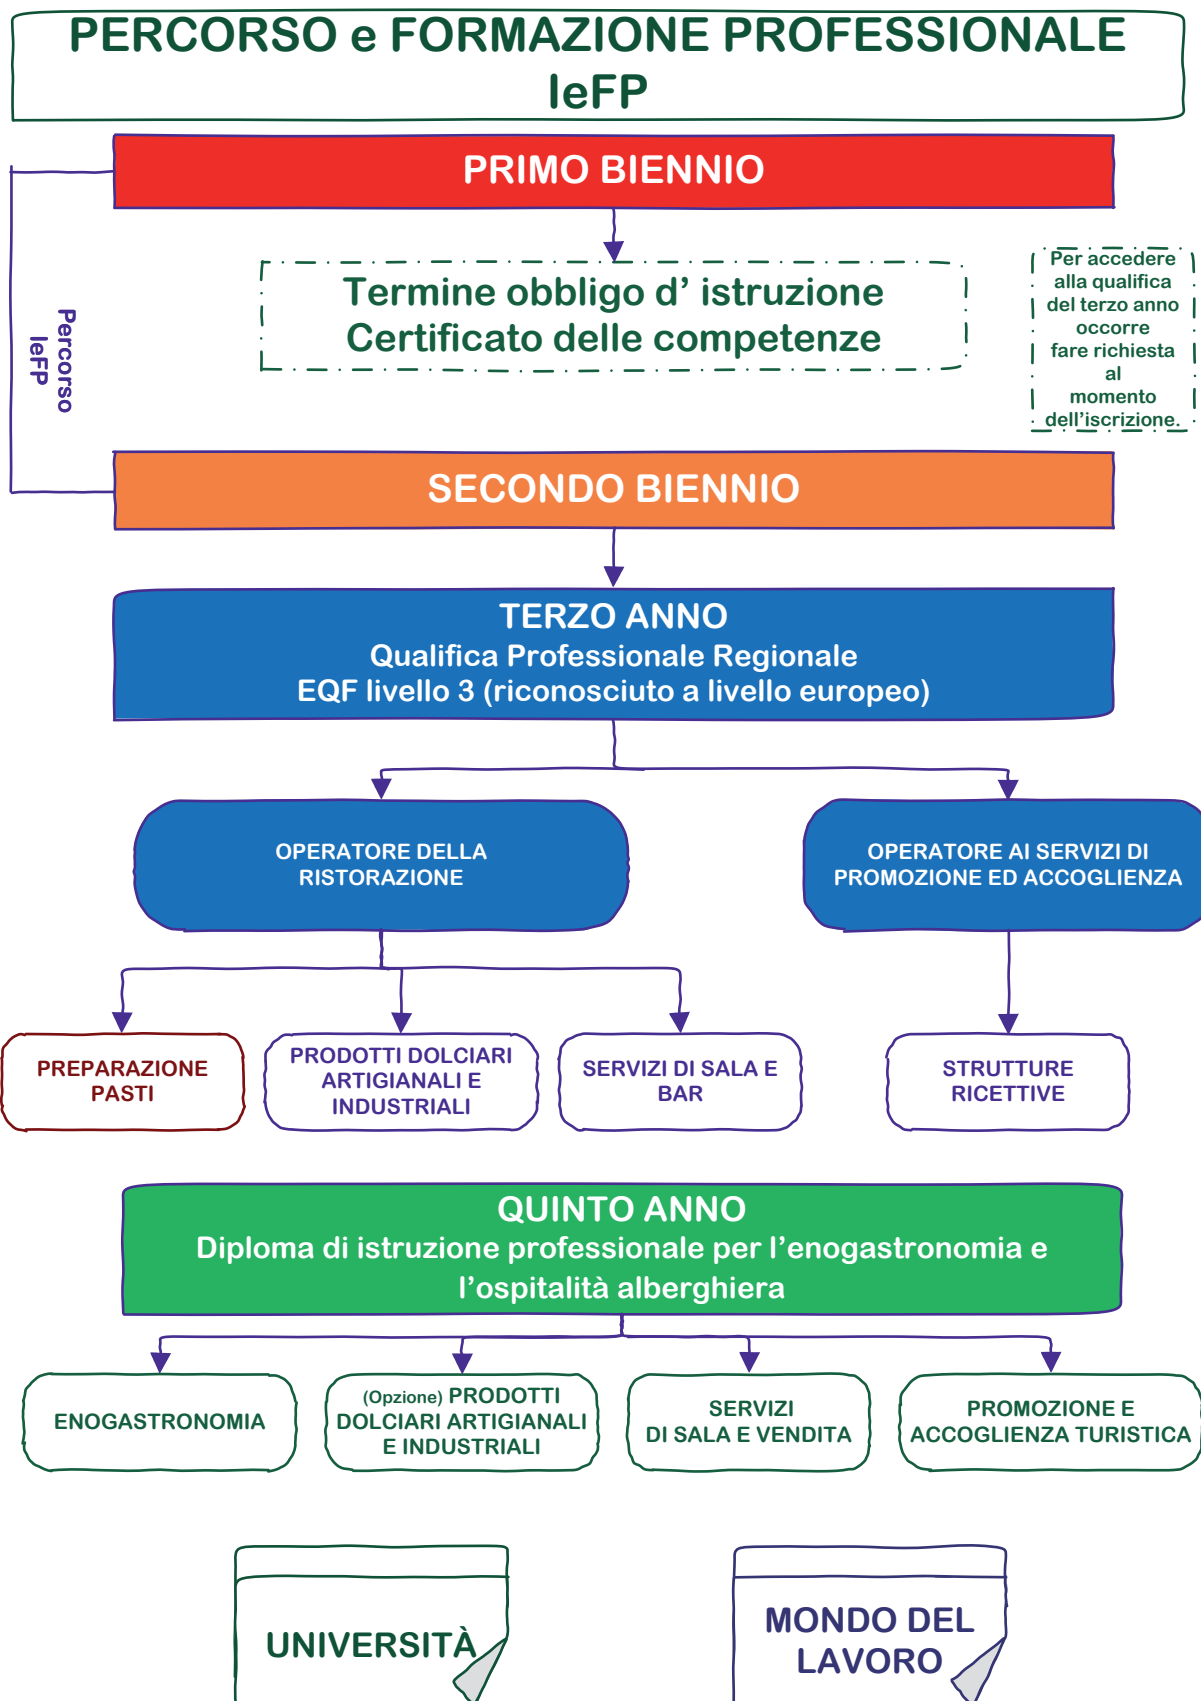 PERCORSO e FORMAZIONE PROFESSIONALE
IeFP
PRIMO BIENNIO
Termine obbligo d' istruzione
Certificato delle competenze
Per accedere
alla qualifica
del terzo anno
occorre
fare richiesta
al
momento
dell'iscrizione.
Percorso
IeFP
SECONDO BIENNIO
TERZO ANNO
Qualifica Professionale Regionale
EQF livello 3 (riconosciuto a livello europeo)
OPERATORE DELLA
RISTORAZIONE
OPERATORE AI SERVIZI DI
PROMOZIONE ED ACCOGLIENZA
PREPARAZIONE
PASTI
PRODOTTI DOLCIARI
ARTIGIANALI E
INDUSTRIALI
SERVIZI DI SALA E
BAR
STRUTTURE
RICETTIVE
QUINTO ANNO
Diploma di istruzione professionale per l'enogastronomia e
l'ospitalità alberghiera
ENOGASTRONOMIA
(Opzione) PRODOTTI
DOLCIARI ARTIGIANALI
E INDUSTRIALI
SERVIZI
DI SALA E VENDITA
PROMOZIONE E
ACCOGLIENZA TURISTICA
UNIVERSITÀ
MONDO DEL
LAVORO